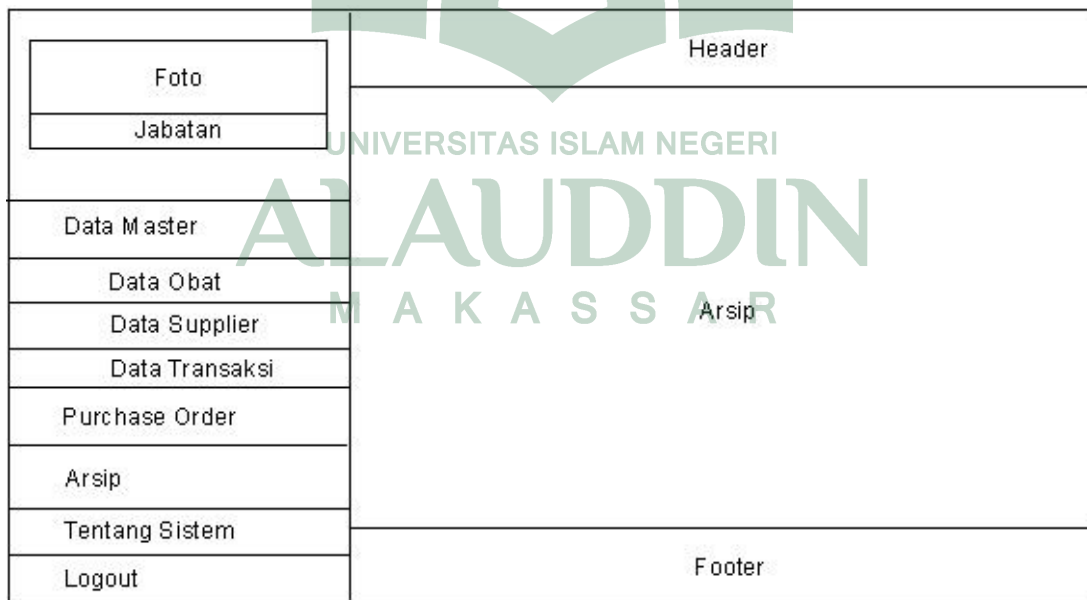 Foto
Jabatan
Data Master
Data Obat
Data Supplier
Data Transaksi
Purchase Order
Arsip
Tentang Sistem
Logout
Header
UNIVERSITAS ISLAM NEGERI
ALAUDDIN
MAKASSAR
Arsip
Footer